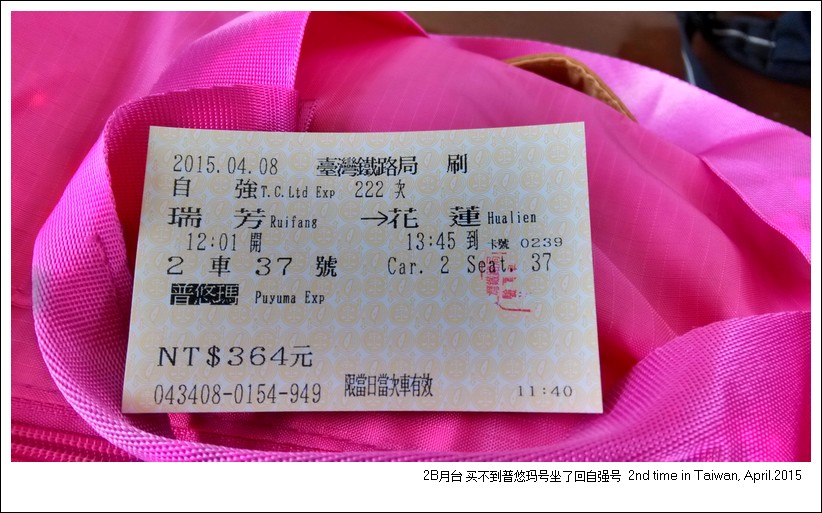 2015.04.08 臺灣鐵路局 刷
自 強 T.C.Ltd Exp 222 次
瑞 芳 Ruifang →花 蓮 Hualien
12:01 開 13:45 到 卡號 0239
2 車 37 號 Car. 2 Seat. 37
普悠瑪 Puyuma Exp
NT$364元
043408-0154-949 限當日當次車有效 11:40
2B月台 买不到普悠玛号坐了回自强号 2nd time in Taiwan, April.2015